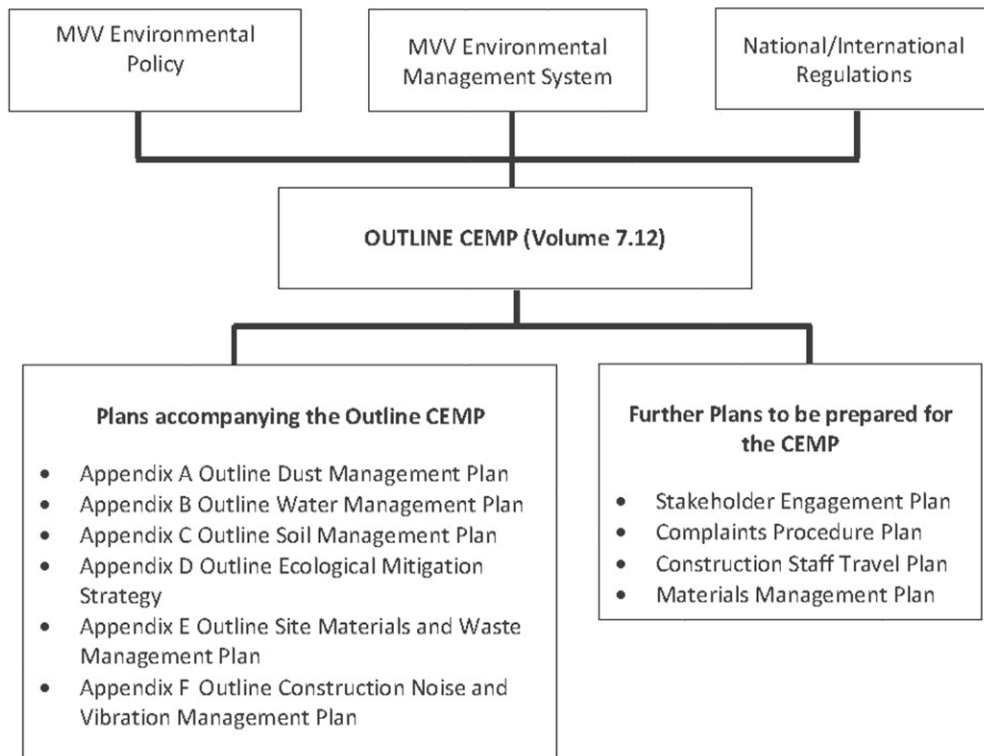 MVV Environmental
Policy
MVV Environmental
Management System
National/International
Regulations
OUTLINE CEMP (Volume 7.12)
Plans accompanying the Outline CEMP
• Appendix A Outline Dust Management Plan
• Appendix B Outline Water Management Plan
• Appendix C Outline Soil Management Plan
• Appendix D Outline Ecological Mitigation
Strategy
• Appendix E Outline Site Materials and Waste
Management Plan
• Appendix F Outline Construction Noise and
Vibration Management Plan
Further Plans to be prepared for
the CEMP
• Stakeholder Engagement Plan
• Complaints Procedure Plan
• Construction Staff Travel Plan
• Materials Management Plan